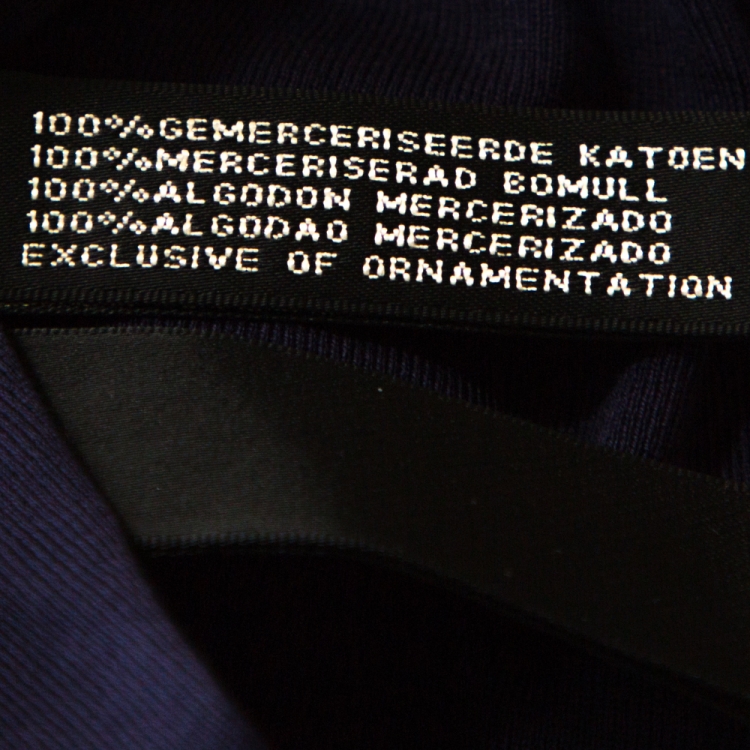 100%GEMERCERISEERDE KATOEN
100%MERCERISERAD BOMULL
100%ALGODON MERCERIZADO
100%ALGODAO MERCERIZADO
EXCLUSIVE OF ORNAMENTATION